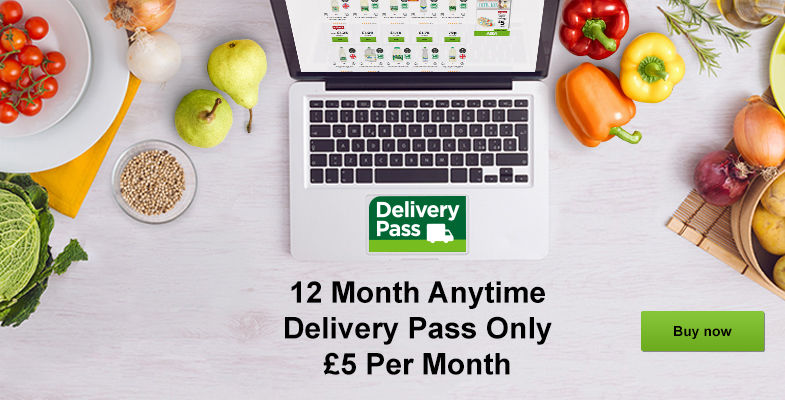 Delivery
Pass
12 Month Anytime
Delivery Pass Only
£5 Per Month
Buy now